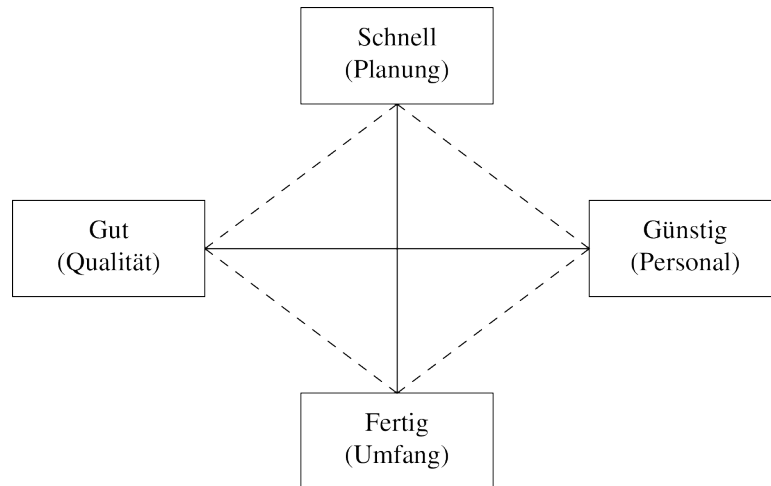 Schnell
(Planung)
Gut
(Qualität)
Günstig
(Personal)
Fertig
(Umfang)